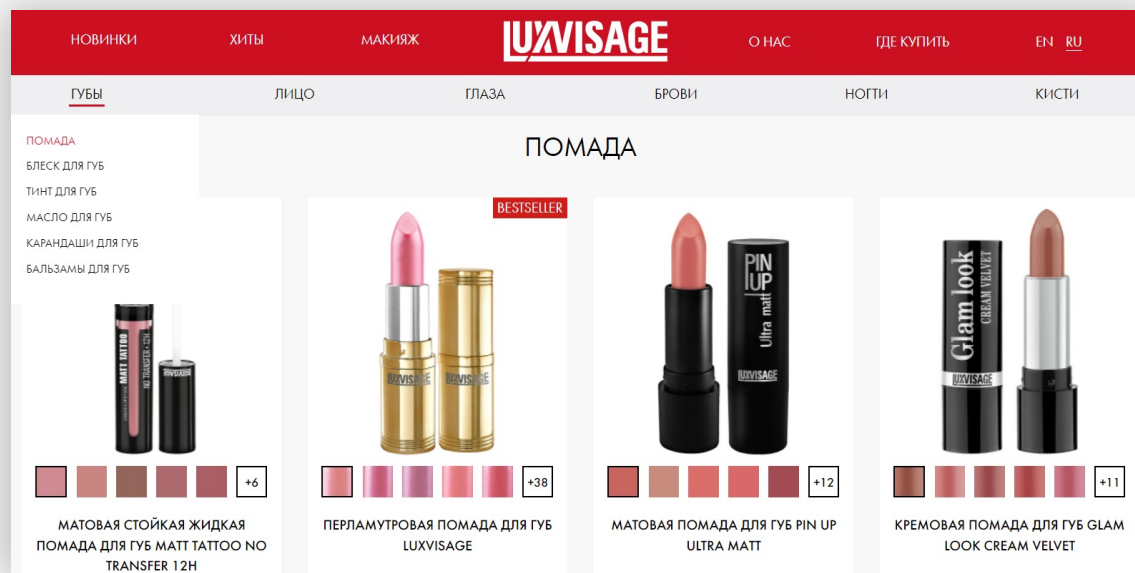 НОВИНКИ ХИТЫ МАКИЯЖ LUXVISAGE О НАС ГДЕ КУПИТЬ EN RU
ГУБЫ ЛИЦО ГЛАЗА БРОВИ НОГТИ КИСТИ
ПОМАДА
БЛЕСК ДЛЯ ГУБ
ТИНТ ДЛЯ ГУБ
МАСЛО ДЛЯ ГУБ
КАРАНДАШИ ДЛЯ ГУБ
БАЛЬЗАМЫ ДЛЯ ГУБ
ПОМАДА
MATT TATTOO
NO TRANSFER • 12H
LUXVISAGE
+6
МАТОВАЯ СТОЙКАЯ ЖИДКАЯ
ПОМАДА ДЛЯ ГУБ MATT TATTOO NO
TRANSFER 12H
BESTSELLER
LUXVISAGE LUXVISAGE
+38
ПЕРЛАМУТРОВАЯ ПОМАДА ДЛЯ ГУБ
LUXVISAGE
PIN
UP
Ultra matt
LUXVISAGE
+12
МАТОВАЯ ПОМАДА ДЛЯ ГУБ PIN UP
ULTRA MATT
Glam look
CREAM VELVET
LUXVISAGE
+11
КРЕМОВАЯ ПОМАДА ДЛЯ ГУБ GLAM
LOOK CREAM VELVET